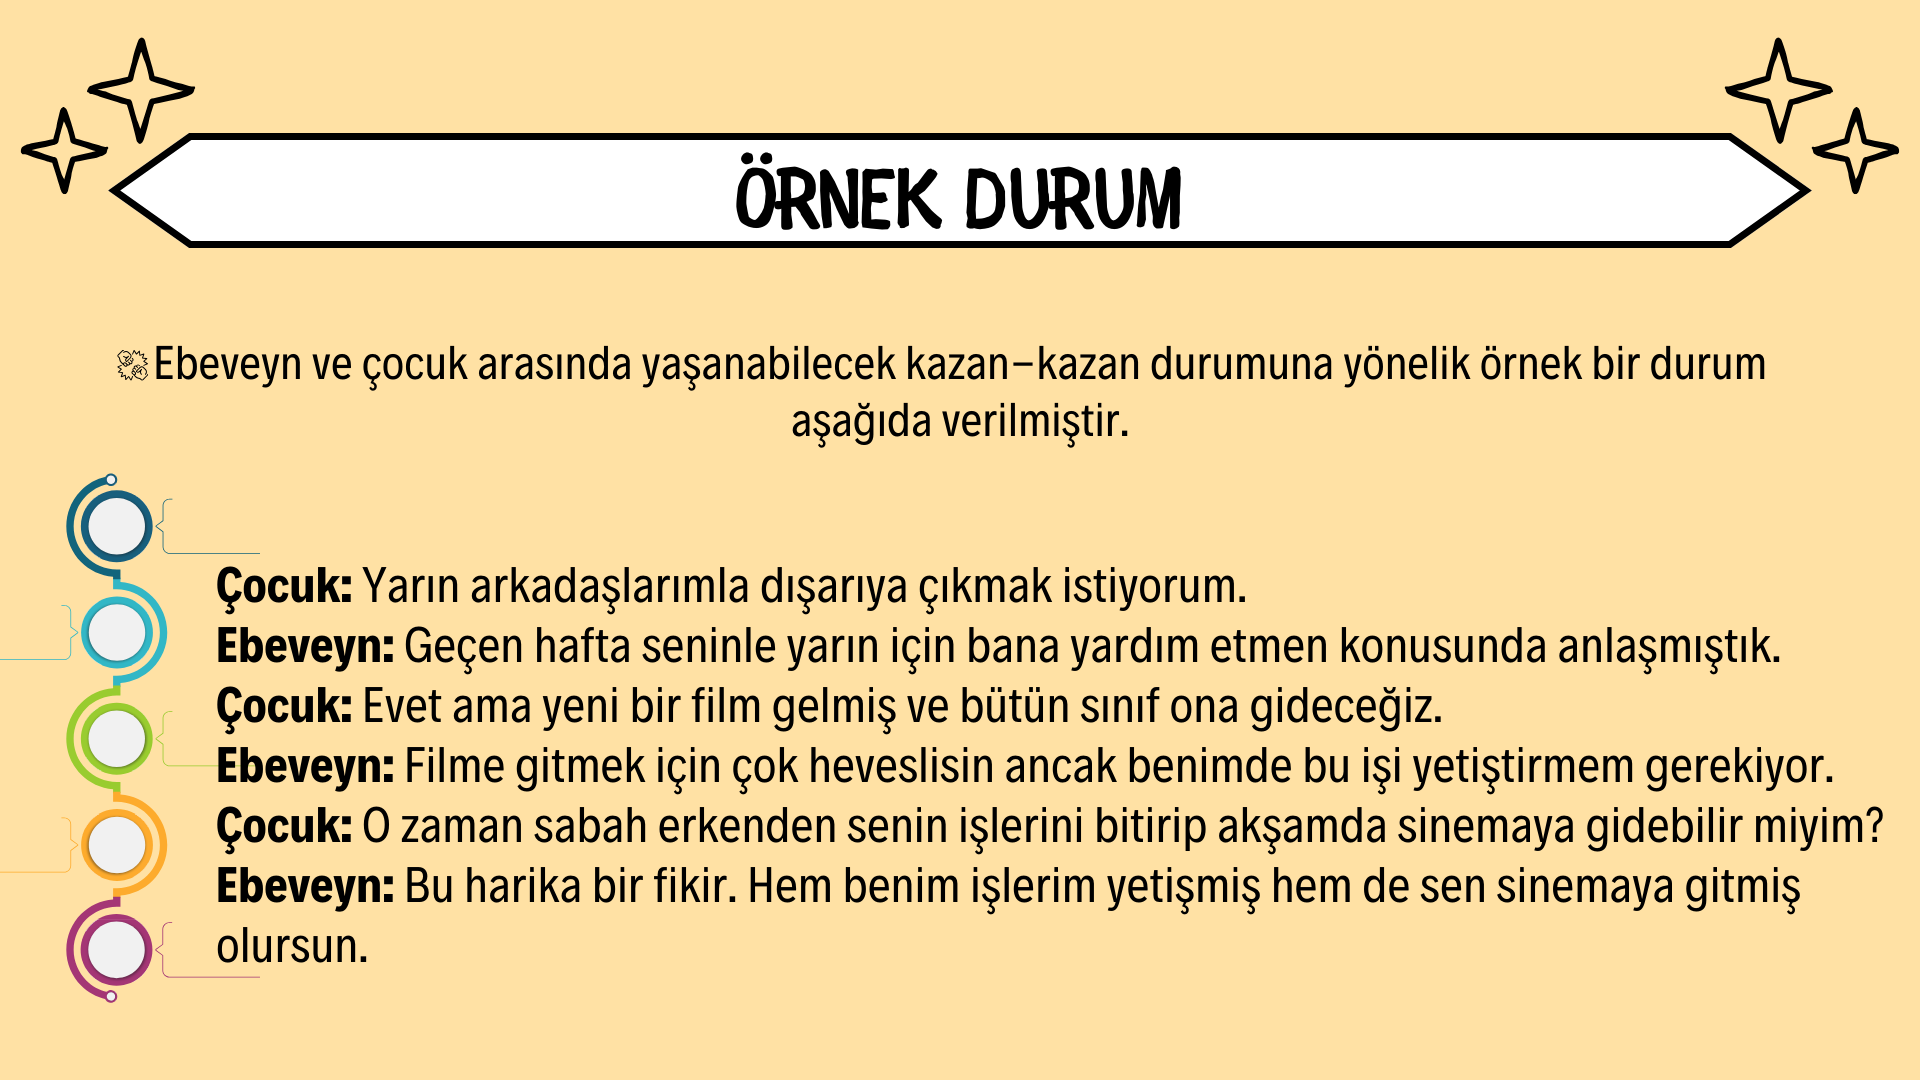 ÖRNEK DURUM
Ebeveyn ve çocuk arasında yaşanabilecek kazan–kazan durumuna yönelik örnek bir durum
aşağıda verilmiştir.
Çocuk: Yarın arkadaşlarımla dışarıya çıkmak istiyorum.
Ebeveyn: Geçen hafta seninle yarın için bana yardım etmen konusunda anlaşmıştık.
Çocuk: Evet ama yeni bir film gelmiş ve bütün sınıf ona gideceğiz.
Ebeveyn: Filme gitmek için çok heveslisin ancak benimde bu işi yetiştirmem gerekiyor.
Çocuk: O zaman sabah erkenden senin işlerini bitirip akşamda sinemaya gidebilir miyim?
Ebeveyn: Bu harika bir fikir. Hem benim işlerim yetişmiş hem de sen sinemaya gitmiş
olursun.